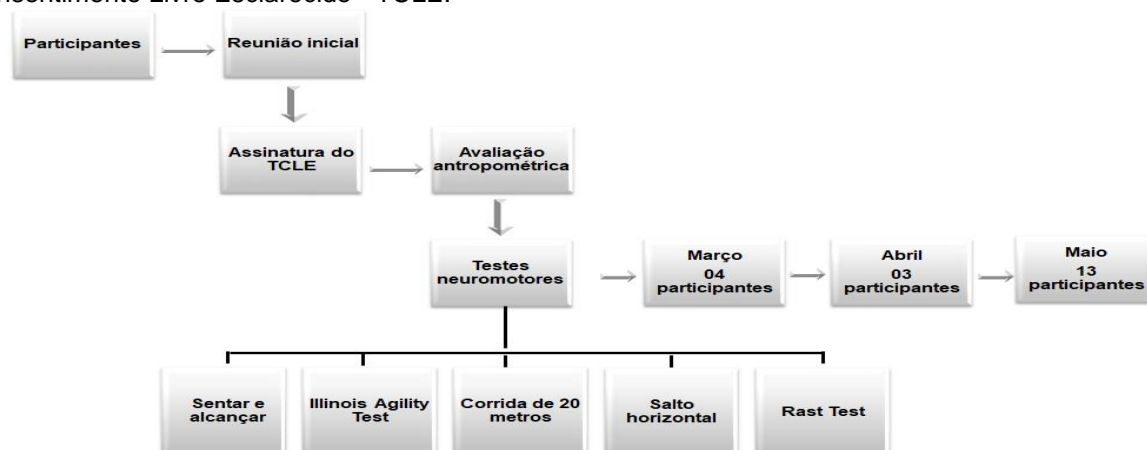 Participantes
Reunião inicial
Assinatura do
TCLE
Avaliação
antropométrica
Testes
neuromotores
Março
04
participantes
Abril
03
participantes
Maio
13
participantes
Sentar e
alcançar
Illinois Agility
Test
Corrida de 20
metros
Salto
horizontal
Rast Test